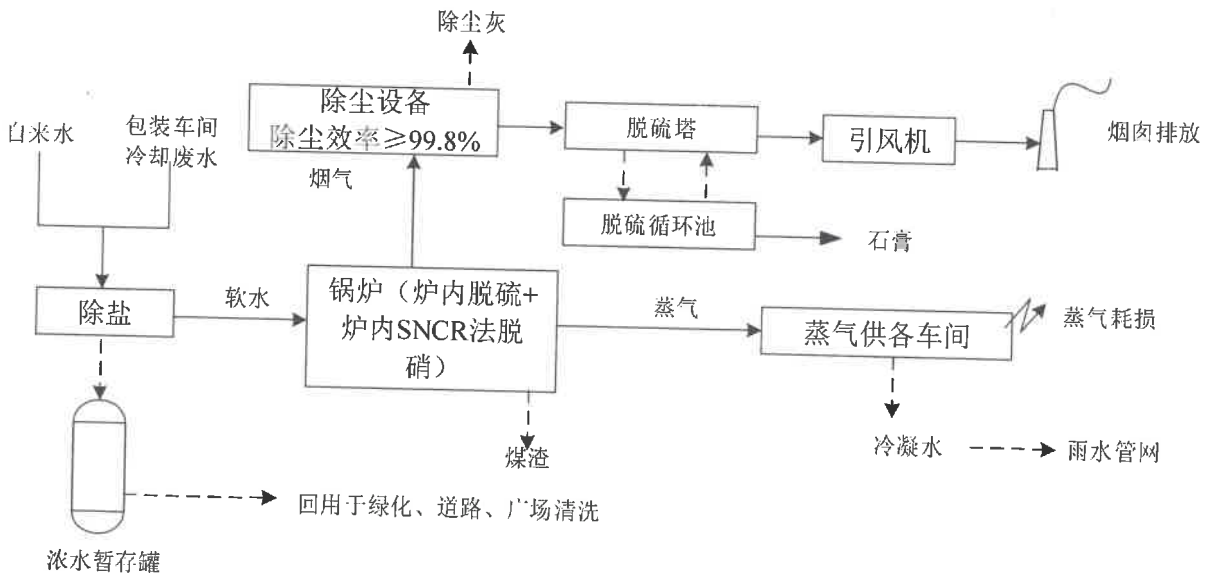 除尘灰
除尘设备
除尘效率≥99.8%
自来水
包装车间
冷却废水
烟气
脱硫塔
引风机
烟囱排放
脱硫循环池
石膏
除盐
软水
锅炉（炉内脱硫+
炉内SNCR法脱
硝）
蒸气
蒸气供各车间
蒸气耗损
煤渣
冷凝水
雨水管网
回用于绿化、道路、广场清洗
浓水暂存罐